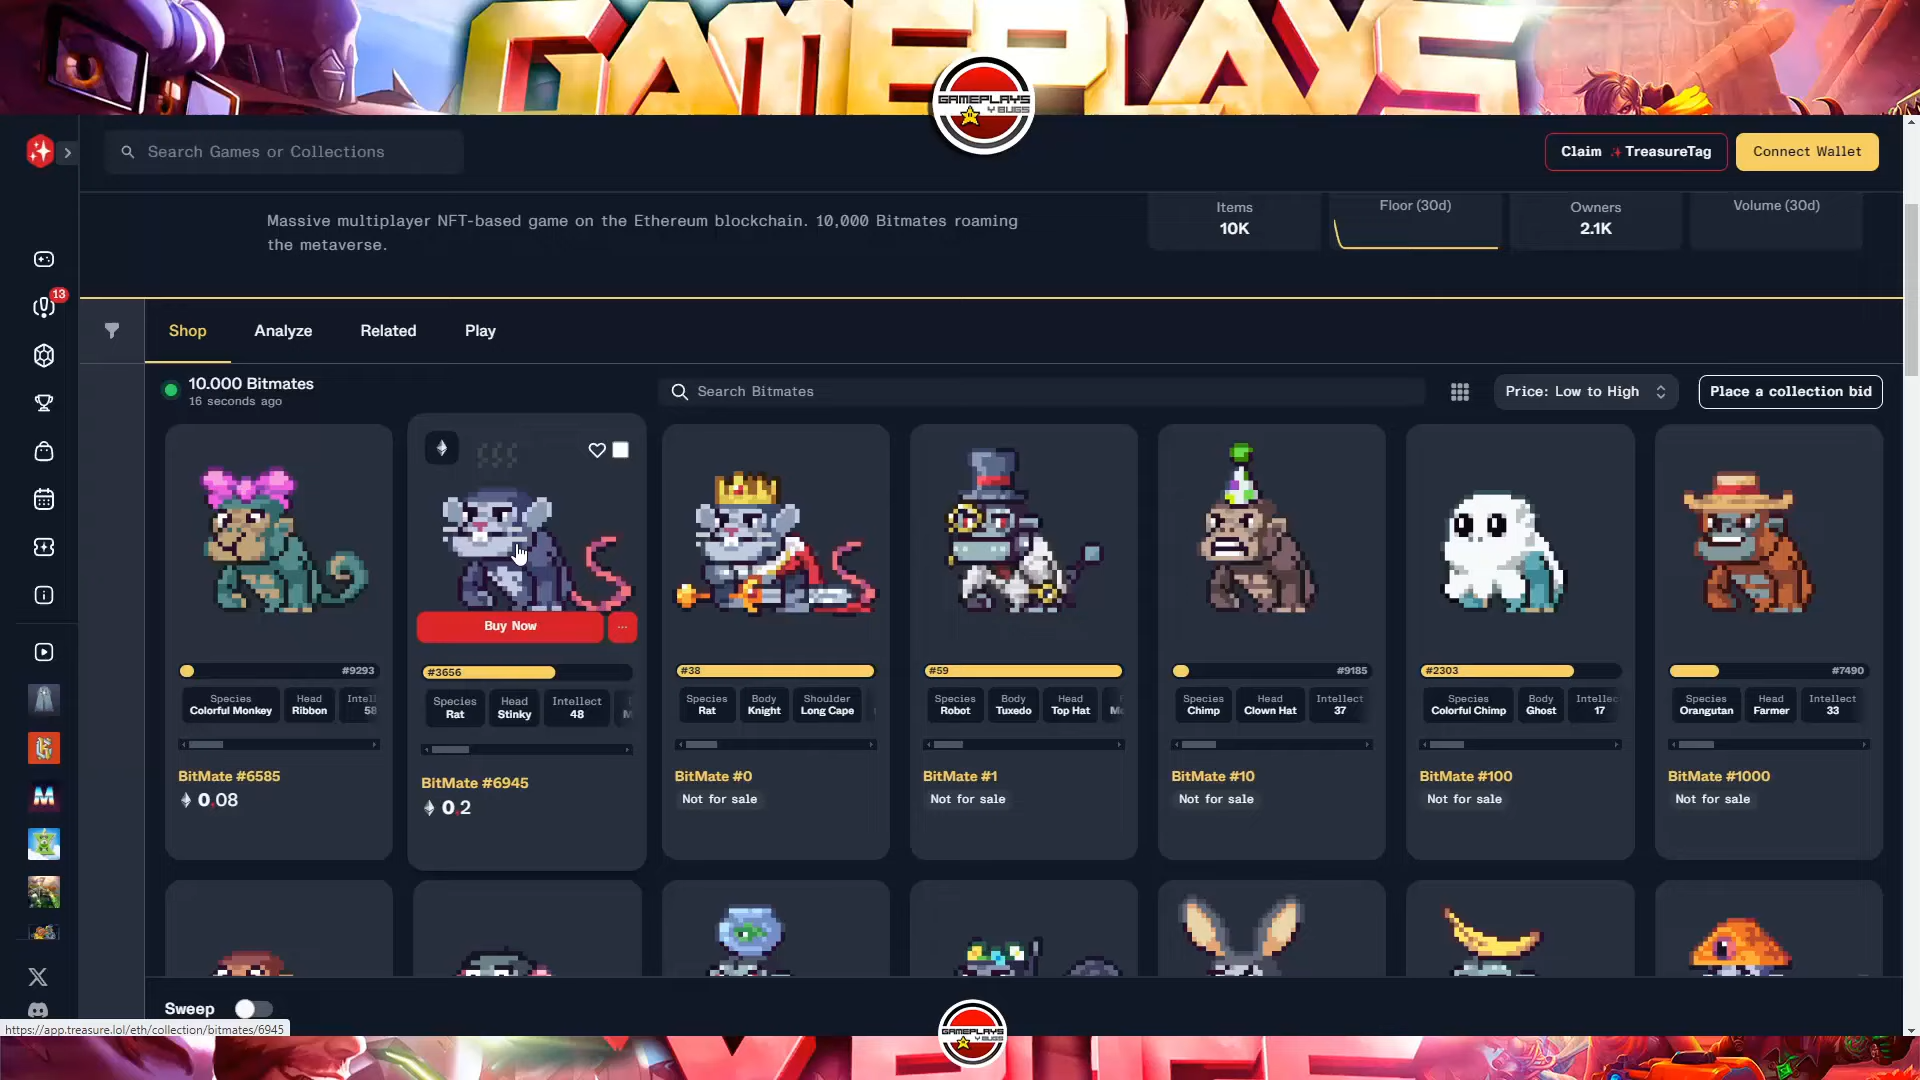 GAMEPLAYS
GAMEPLAYS
Y BUGS
Search Games or Collections
Claim TreasureTag
Connect Wallet
Massive multiplayer NFT-based game on the Ethereum blockchain. 10,000 Bitmates roaming
the metaverse.
Items
10K
Floor (30d)
Owners
2.1K
Volume (30d)
13
Shop
Analyze
Related
Play
10.000 Bitmates
16 seconds ago
Search Bitmates
Price: Low to High
Place a collection bid
#9293
Species
Colorful Monkey
Head
Ribbon
Intell
58
BitMate #6585
0.08
Buy Now
...
#3656
Species
Rat
Head
Stinky
Intellect
48
M
BitMate #6945
0.2
#38
Species
Rat
Body
Knight
Shoulder
Long Cape
BitMate #0
Not for sale
#59
Species
Robot
Body
Tuxedo
Head
Top Hat
BitMate #1
Not for sale
#9185
Species
Chimp
Head
Clown Hat
Intellect
37
BitMate #10
Not for sale
#2303
Species
Colorful Chimp
Body
Ghost
Intellec
17
BitMate #100
Not for sale
#7490
Species
Orangutan
Head
Farmer
Intellect
33
BitMate #1000
Not for sale
Sweep
https://app.treasure.lol/eth/collection/bitmates/6945
GAMEPLAYS
Y BUGS